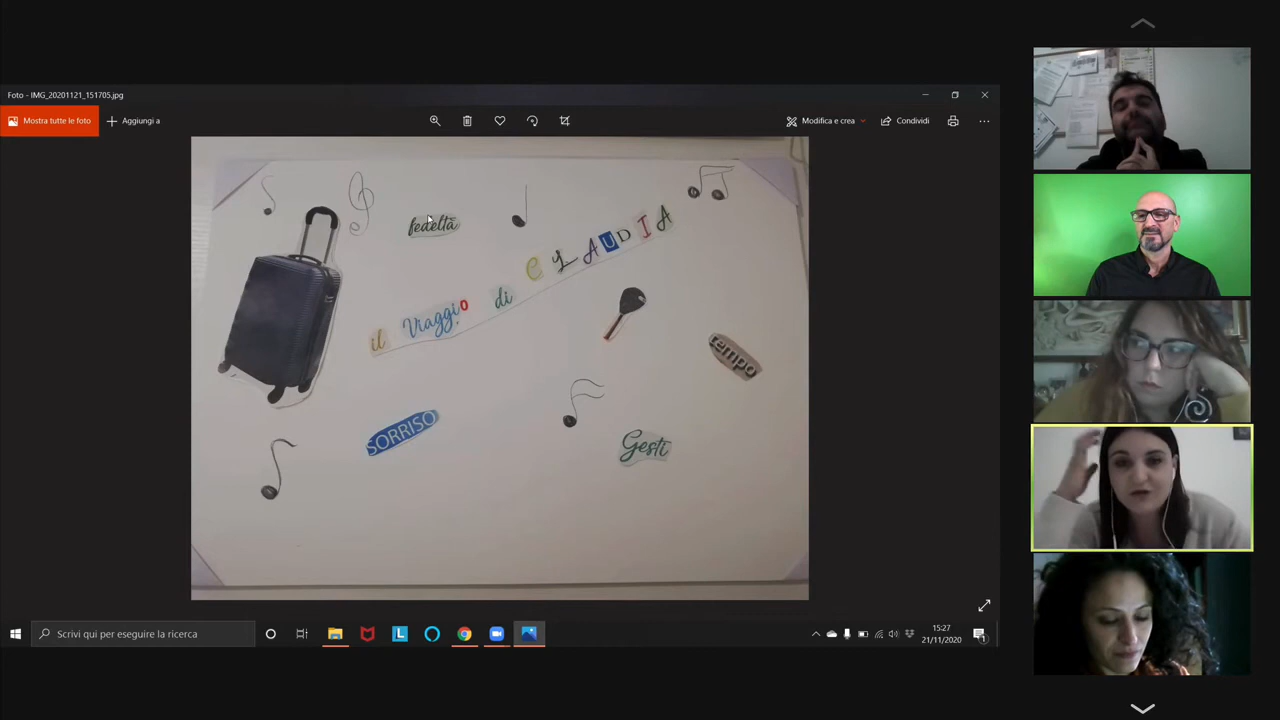 Foto - IMG_20201121_151705.jpg
Mostra tutte le foto
Aggiungi a
Modifica e crea
Condividi
fedeltà
il Viaggio di CLAUDIA
tempo
SORRISO
Gesti
Scrivi qui per eseguire la ricerca
L
15:27
21/11/2020
1